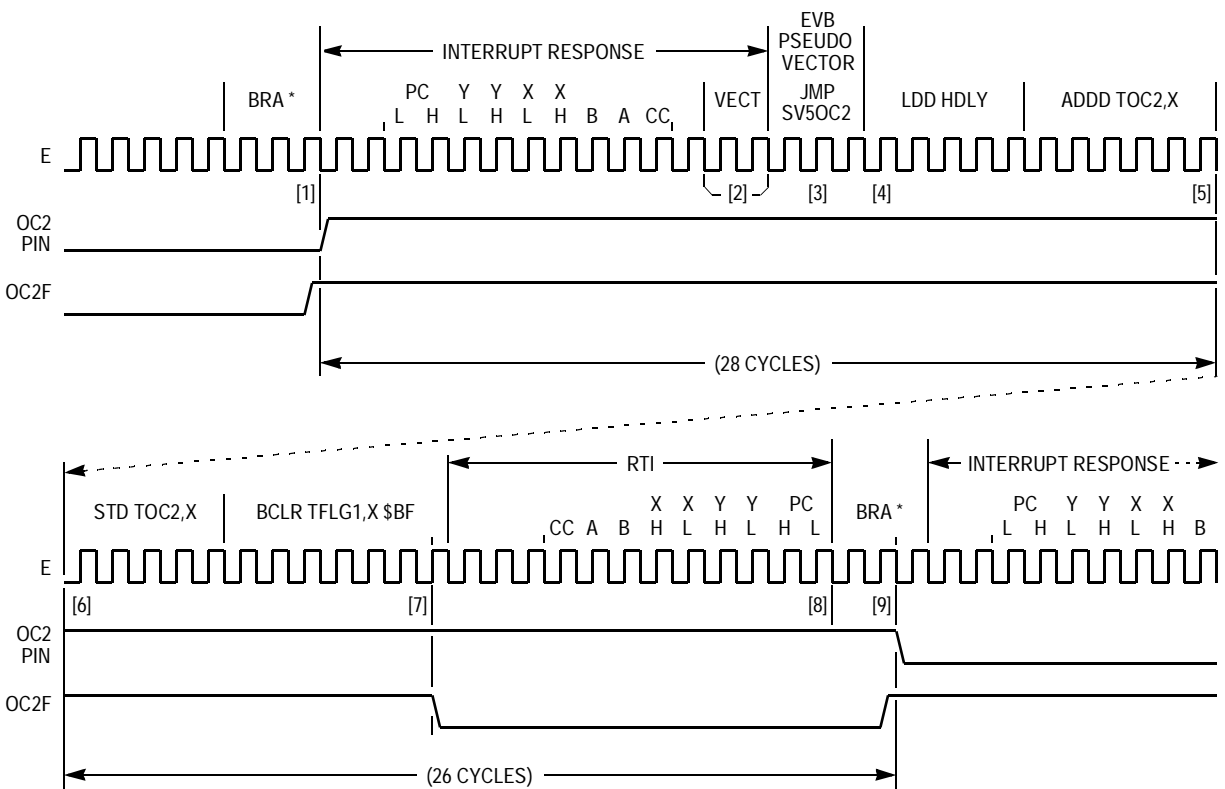 EVB
PSEUDO
VECTOR
INTERRUPT RESPONSE
BRA *
PC Y Y X X
L H L H L H B A CC
VECT
JMP
SV5OC2
LDD HDLY
ADDD TOC2,X
E
[1] [2] [3] [4] [5]
OC2
PIN
OC2F
(28 CYCLES)
RTI
INTERRUPT RESPONSE
STD TOC2,X
BCLR TFLG1,X $BF
X X Y Y PC
CC A B H L H L H L
BRA *
PC Y Y X X
L H L H L H B
E
[6] [7] [8] [9]
OC2
PIN
OC2F
(26 CYCLES)